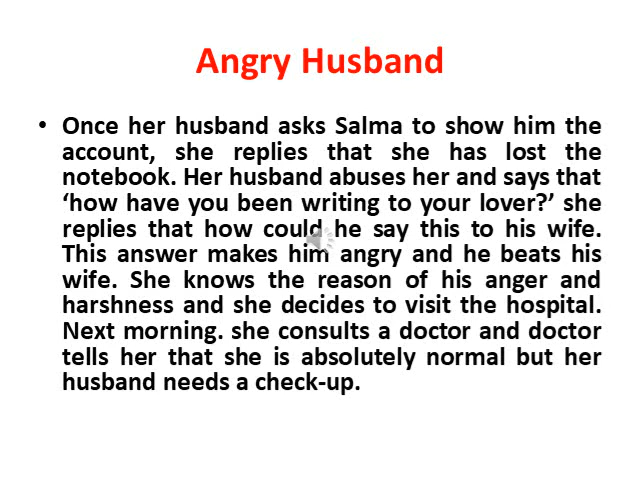 Angry Husband
• Once her husband asks Salma to show him the
account, she replies that she has lost the
notebook. Her husband abuses her and says that
‘how have you been writing to your lover?’ she
replies that how could he say this to his wife.
This answer makes him angry and he beats his
wife. She knows the reason of his anger and
harshness and she decides to visit the hospital.
Next morning. she consults a doctor and doctor
tells her that she is absolutely normal but her
husband needs a check-up.